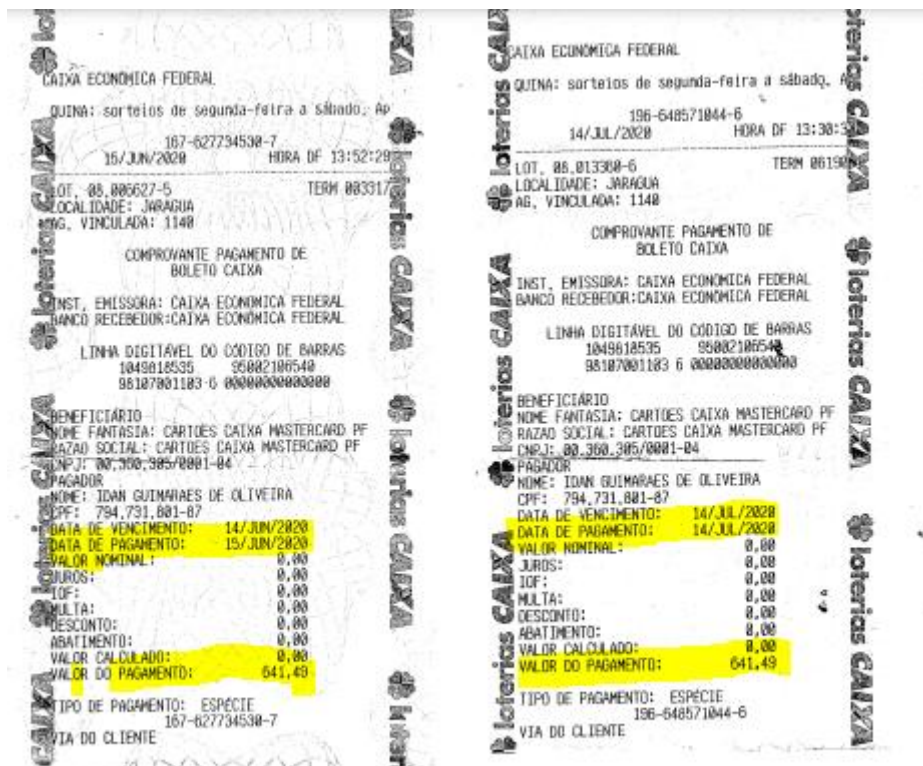 CAIXA ECONOMICA FEDERAL
QUINA: sorteios de segunda-feira a sábado, Ap
167-627734530-7
15/JUN/2020 HORA DF 13:52:29
LOT. 08.006627-5 TERM 003317
LOCALIDADE: JARAGUA
AG. VINCULADA: 1140
COMPROVANTE PAGAMENTO DE
BOLETO CAIXA
INST. EMISSORA: CAIXA ECONOMICA FEDERAL
BANCO RECEBEDOR:CAIXA ECONOMICA FEDERAL
LINHA DIGITÁVEL DO CÓDIGO DE BARRAS
1049818535 95002106540
98107001103 6 00000000000000
BENEFICIÁRIO
NOME FANTASIA: CARTOES CAIXA MASTERCARD PF
RAZAO SOCIAL: CARTOES CAIXA MASTERCARD PF
CNPJ: 00.360.305/0001-04
PAGADOR
NOME: IDAN GUIMARAES DE OLIVEIRA
CPF: 794.731.801-87
DATA DE VENCIMENTO: 14/JUN/2020
DATA DE PAGAMENTO: 15/JUN/2020
VALOR NOMINAL: 0,00
JUROS: 0,00
IOF: 0,00
MULTA: 0,00
DESCONTO: 0,00
ABATIMENTO: 0,00
VALOR CALCULADO: 0,00
VALOR DO PAGAMENTO: 641,49
TIPO DE PAGAMENTO: ESPÉCIE
167-627734530-7
VIA DO CLIENTE
loterias CAIXA
CAIXA ECONOMICA FEDERAL
QUINA: sorteios de segunda-feira a sábado, Ap
196-648571044-6
14/JUL/2020 HORA DF 13:30:3
LOT. 08.013360-6 TERM 06190
LOCALIDADE: JARAGUA
AG. VINCULADA: 1140
COMPROVANTE PAGAMENTO DE
BOLETO CAIXA
INST. EMISSORA: CAIXA ECONOMICA FEDERAL
BANCO RECEBEDOR:CAIXA ECONOMICA FEDERAL
LINHA DIGITÁVEL DO CÓDIGO DE BARRAS
1049818535 95002106540
98107001103 6 00000000000000
BENEFICIÁRIO
NOME FANTASIA: CARTOES CAIXA MASTERCARD PF
RAZAO SOCIAL: CARTOES CAIXA MASTERCARD PF
CNPJ: 00.360.305/0001-04
PAGADOR
NOME: IDAN GUIMARAES DE OLIVEIRA
CPF: 794.731.801-87
DATA DE VENCIMENTO: 14/JUL/2020
DATA DE PAGAMENTO: 14/JUL/2020
VALOR NOMINAL: 0,00
JUROS: 0,00
IOF: 0,00
MULTA: 0,00
DESCONTO: 0,00
ABATIMENTO: 0,00
VALOR CALCULADO: 0,00
VALOR DO PAGAMENTO: 641,49
TIPO DE PAGAMENTO: ESPÉCIE
196-648571044-6
VIA DO CLIENTE
loterias CAIXA